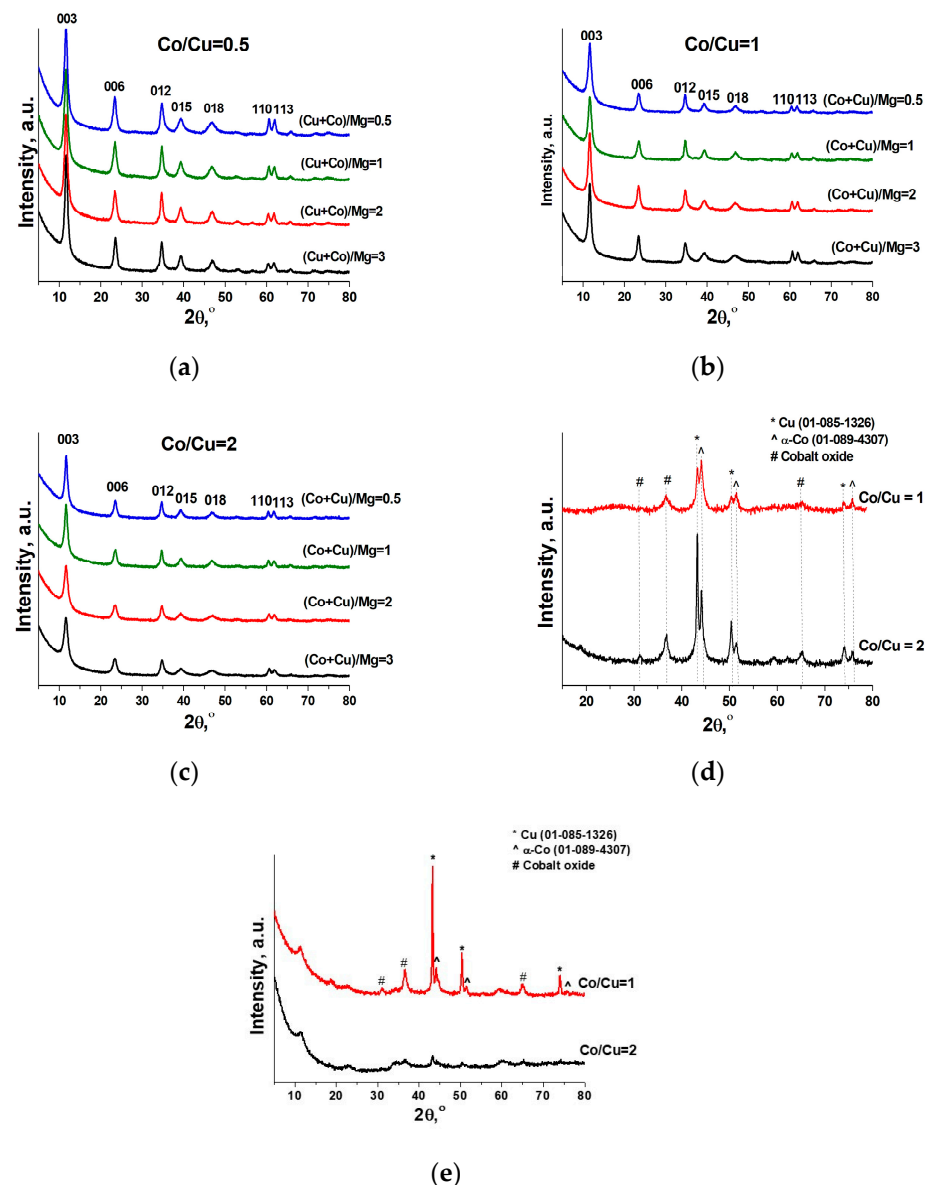 Co/Cu=0.5
003
006
012
015
018
110 113
(Cu+Co)/Mg=0.5
(Cu+Co)/Mg=1
(Cu+Co)/Mg=2
(Cu+Co)/Mg=3
Intensity, a.u.
10 20 30 40 50 60 70 80
2θ,°
(a)
Co/Cu=1
003
006
012
015
018
110 113
(Co+Cu)/Mg=0.5
(Co+Cu)/Mg=1
(Co+Cu)/Mg=2
(Co+Cu)/Mg=3
Intensity, a.u.
10 20 30 40 50 60 70 80
2θ,°
(b)
Co/Cu=2
003
006
012
015
018
110 113
(Co+Cu)/Mg=0.5
(Co+Cu)/Mg=1
(Co+Cu)/Mg=2
(Co+Cu)/Mg=3
Intensity, a.u.
10 20 30 40 50 60 70 80
2θ,°
(c)
* Cu (01-085-1326)
^ α-Co (01-089-4307)
# Cobalt oxide
# # * ^ * ^ # * ^
Co/Cu = 1
Co/Cu = 2
Intensity, a.u.
20 30 40 50 60 70 80
2θ,°
(d)
* Cu (01-085-1326)
^ α-Co (01-089-4307)
# Cobalt oxide
# # * ^ * ^ # * ^
Co/Cu=1
Co/Cu=2
Intensity, a.u.
10 20 30 40 50 60 70 80
2θ,°
(e)